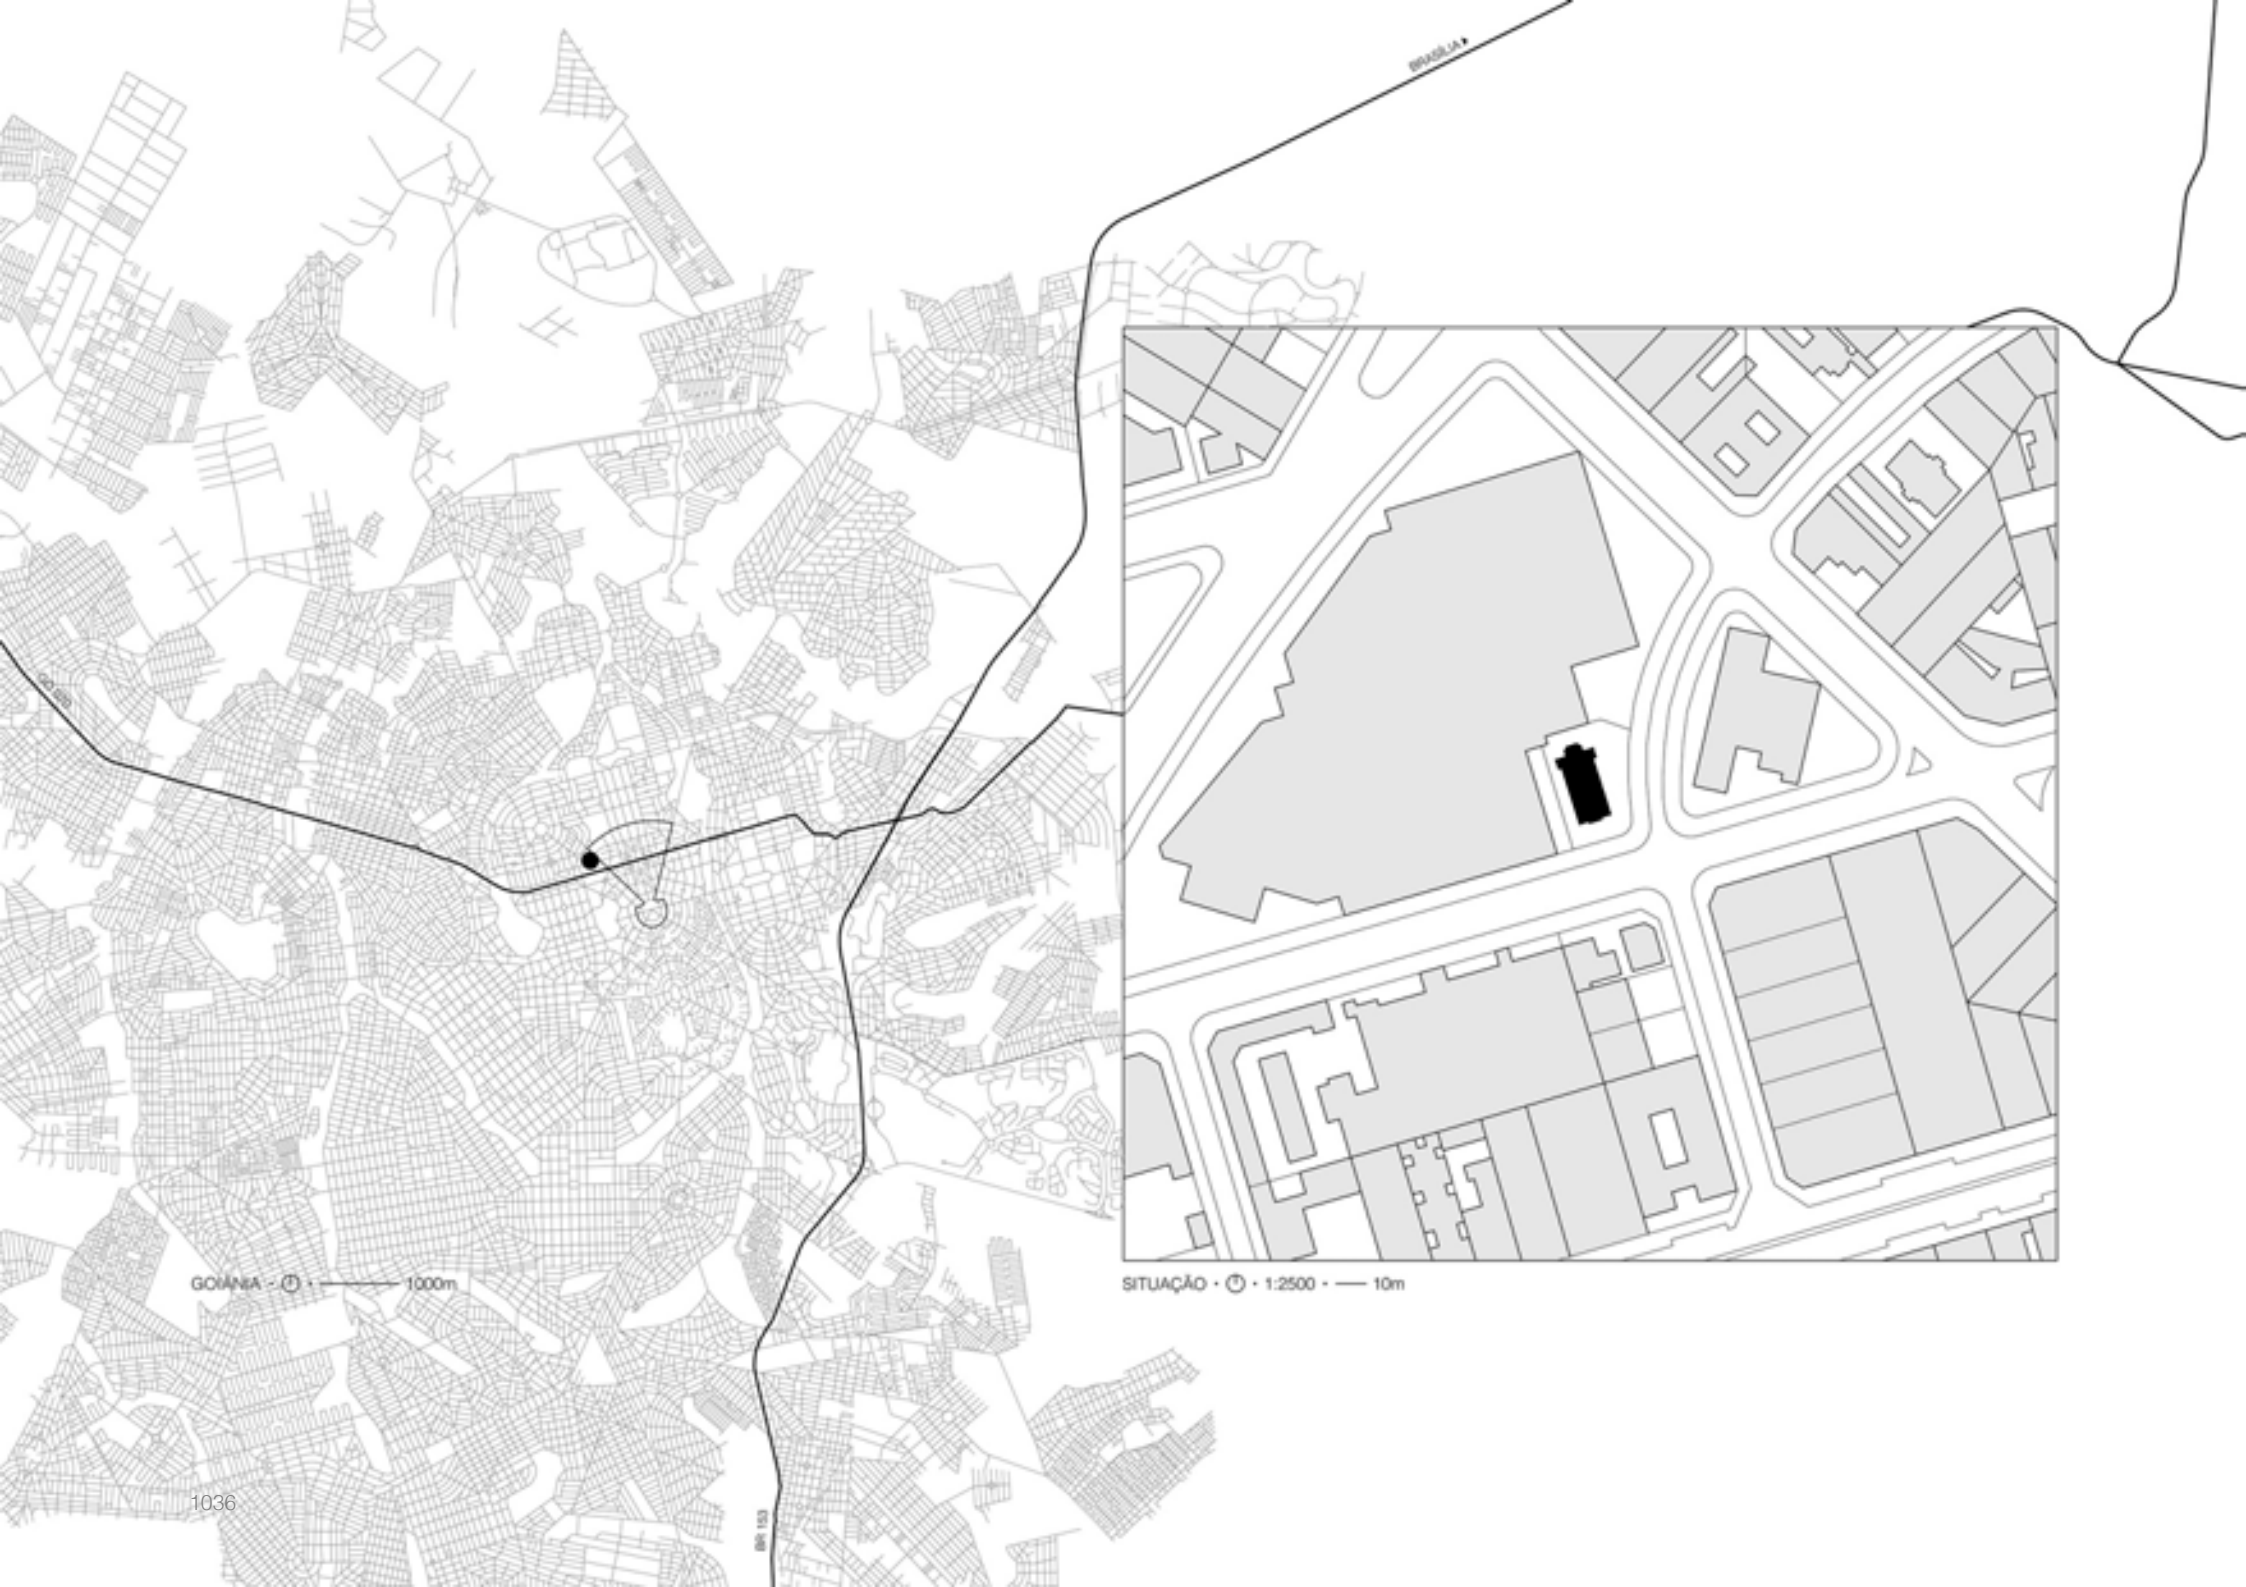 BRASÍLIA
GOIÂNIA · · 1000m
SITUAÇÃO · · 1:2500 · 10m
1036
BR 153